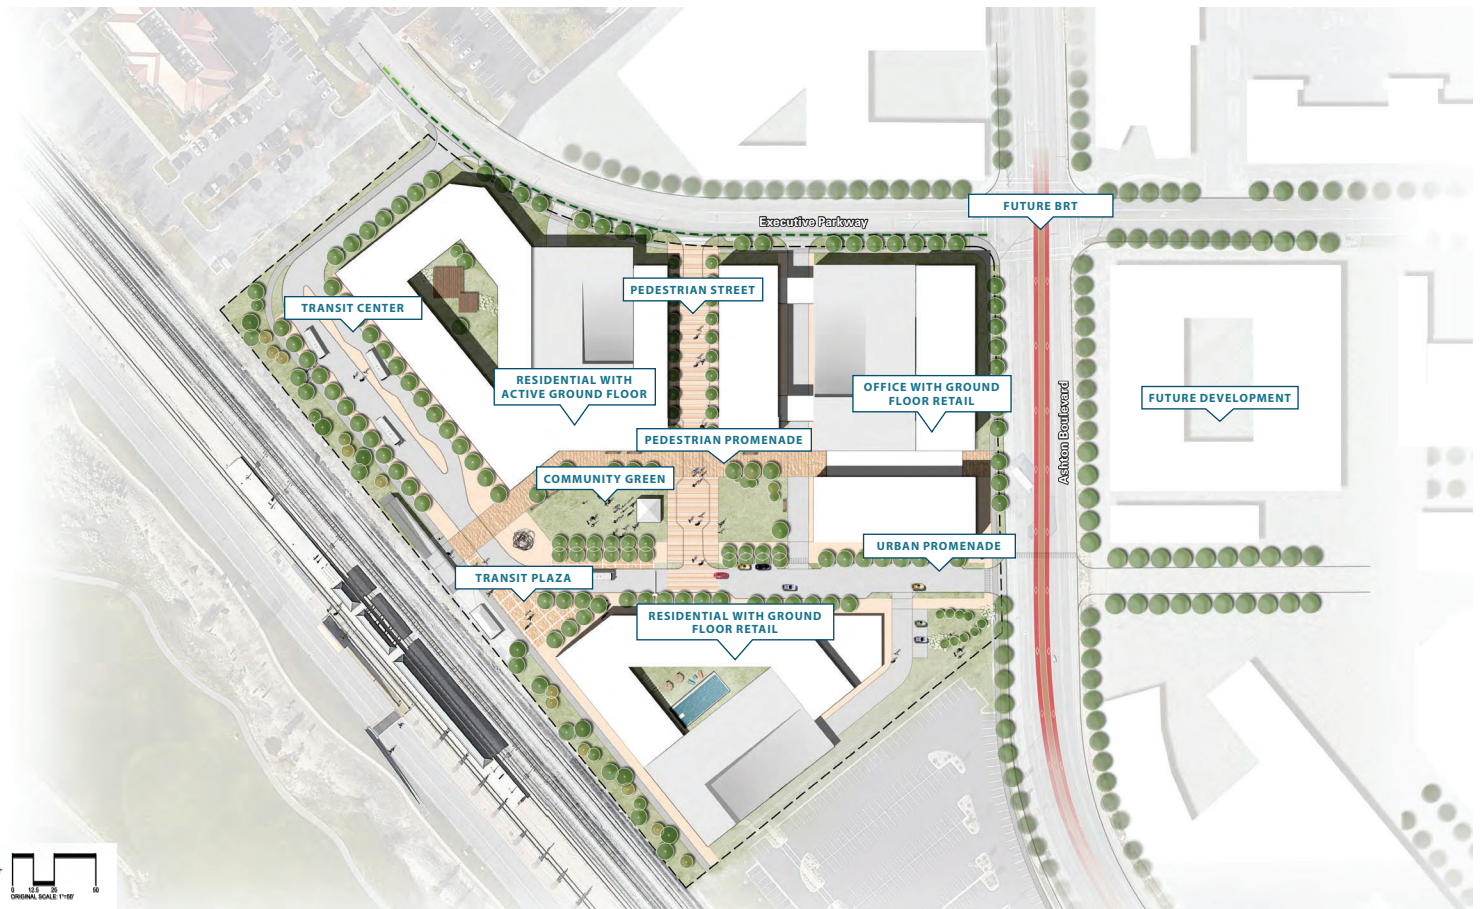 FUTURE BRT
Executive Parkway
PEDESTRIAN STREET
TRANSIT CENTER
RESIDENTIAL WITH
ACTIVE GROUND FLOOR
OFFICE WITH GROUND
FLOOR RETAIL
Ashton Boulevard
FUTURE DEVELOPMENT
PEDESTRIAN PROMENADE
COMMUNITY GREEN
URBAN PROMENADE
TRANSIT PLAZA
RESIDENTIAL WITH GROUND
FLOOR RETAIL
0 12.5 25 50
ORIGINAL SCALE: 1"=50'